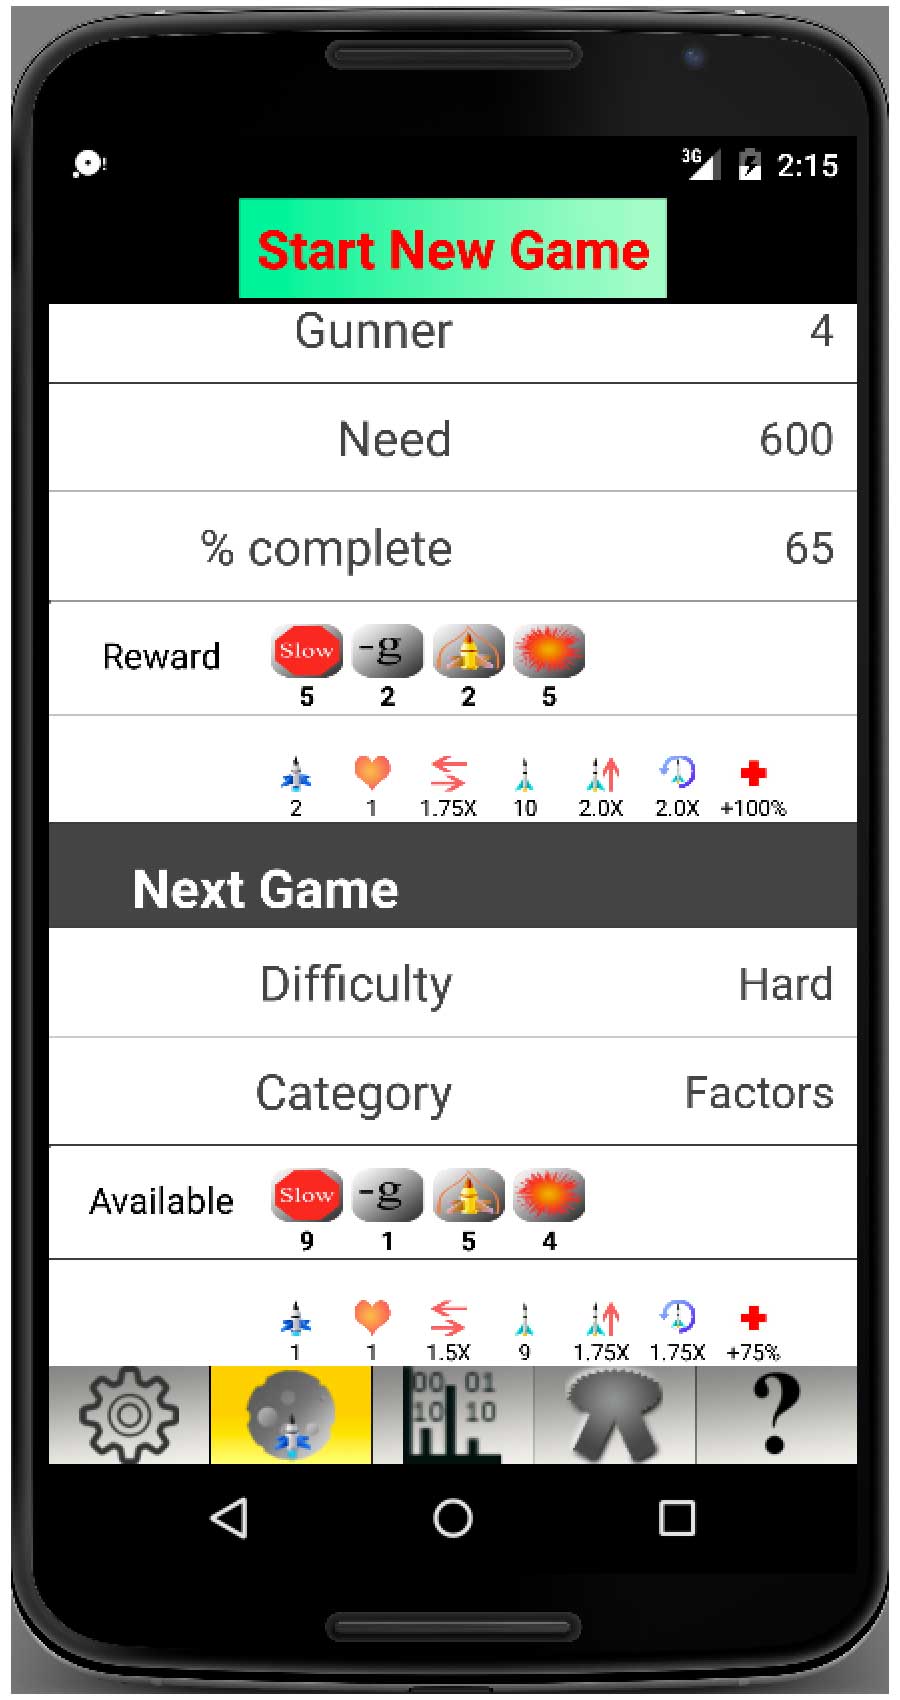 3G 2:15
Start New Game
Gunner 4
Need 600
% complete 65
Reward Slow -g
5 2 2 5
2 1 1.75X 10 2.0X 2.0X +100%
Next Game
Difficulty Hard
Category Factors
Available Slow -g
9 1 5 4
1 1 1.5X 9 1.75X 1.75X +75%
00 01
10 10
?